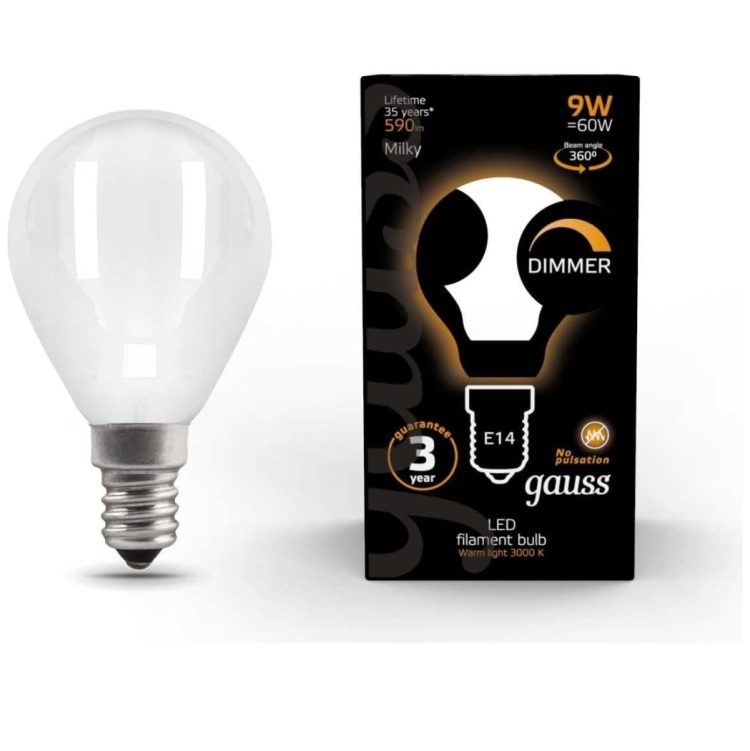 Lifetime
35 years*
590lm
Milky
9W
=60W
Beam angle
360°
DIMMER
E14
guarantee
3
year
No
pulsation
gauss
LED
filament bulb
Warm light 3000 K
gauss